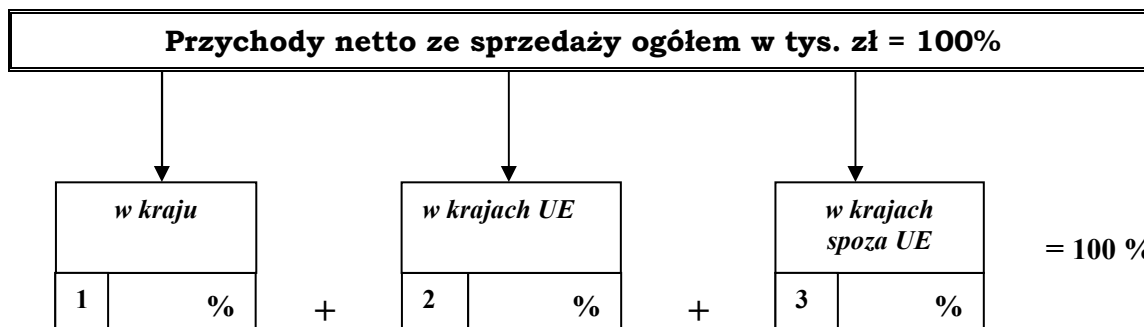 Przychody netto ze sprzedaży ogółem w tys. zł = 100%
w kraju
w krajach UE
w krajach
spoza UE
= 100 %
1 % + 2 % + 3 %